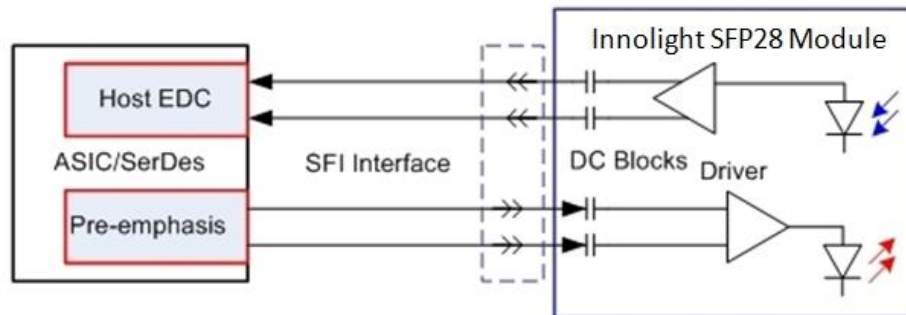 Innolight SFP28 Module
Host EDC
ASIC/SerDes
SFI Interface
DC Blocks
Driver
Pre-emphasis